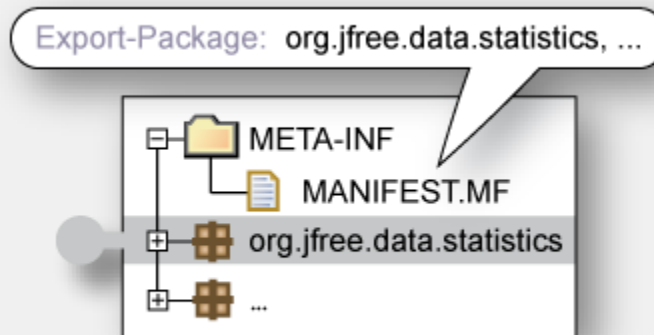 Export-Package: org.jfree.data.statistics, ...
META-INF
MANIFEST.MF
org.jfree.data.statistics
...